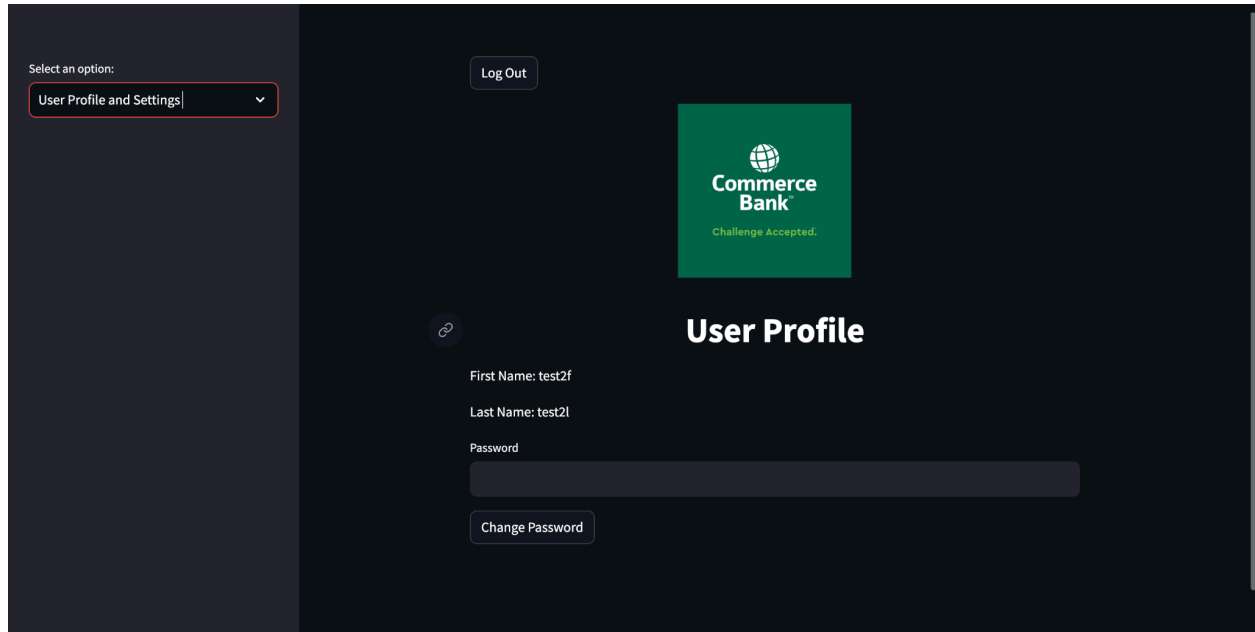 Select an option:
User Profile and Settings
Log Out
Commerce
Bank
Challenge Accepted.
User Profile
First Name: test2f
Last Name: test2l
Password
Change Password